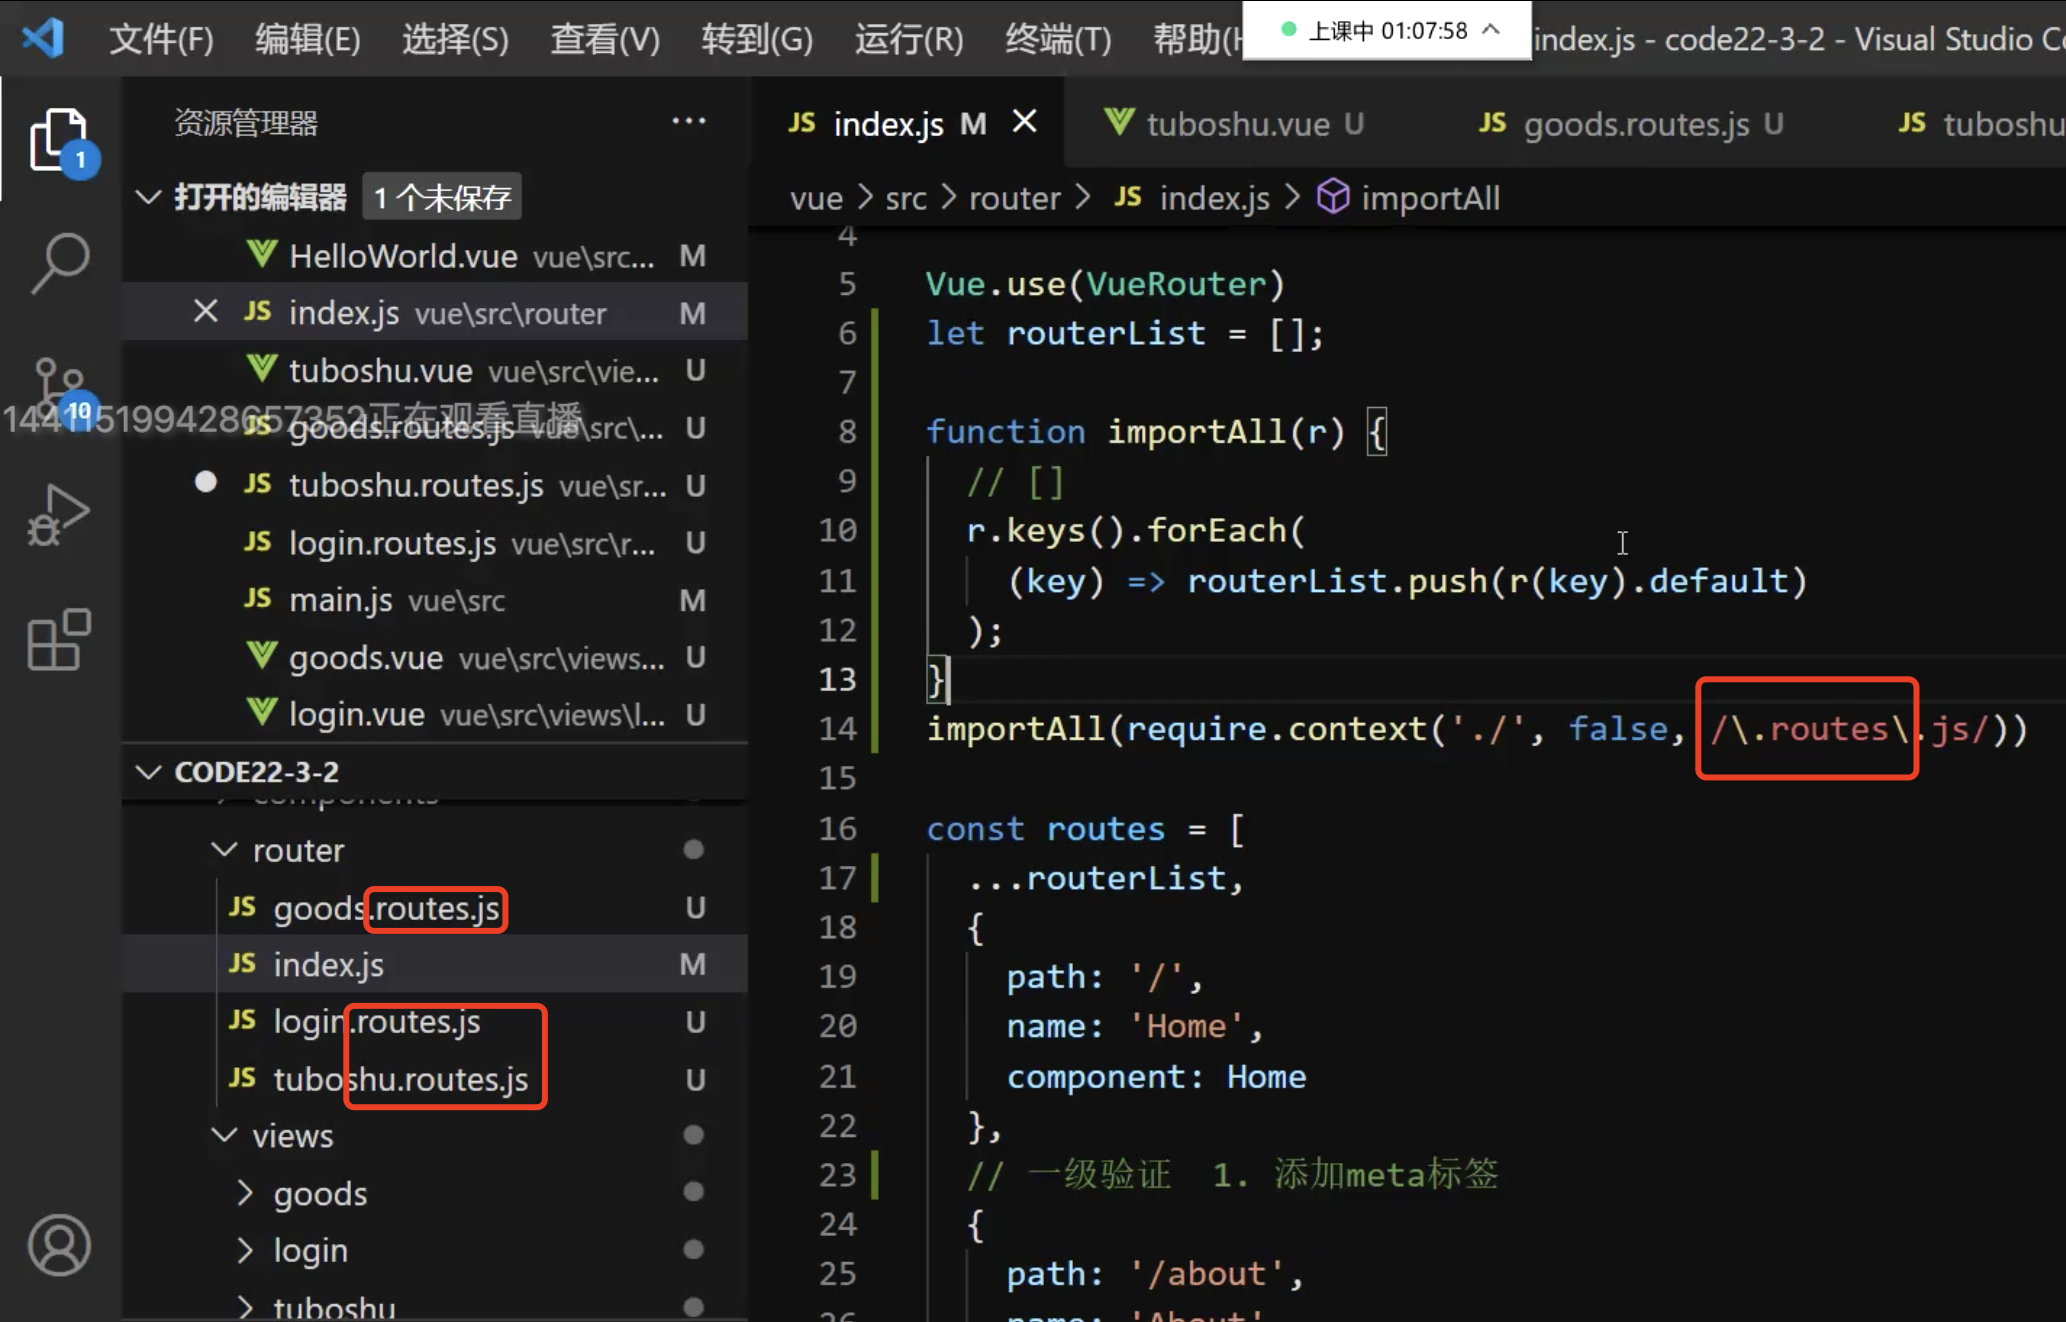 文件(F) 编辑(E) 选择(S) 查看(V) 转到(G) 运行(R) 终端(T) 帮助(H
上课中 01:07:58
index.js - code22-3-2 - Visual Studio Co
资源管理器 ···
1
打开的编辑器 1 个未保存
HelloWorld.vue vue\src... M
index.js vue\src\router M
tuboshu.vue vue\src\vie... U
10
144115199428657352正在观看直播
goods.routes.js vue\src\... U
tuboshu.routes.js vue\sr... U
login.routes.js vue\src\r... U
main.js vue\src M
goods.vue vue\src\views... U
login.vue vue\src\views\l... U
CODE22-3-2
components
router
JS goods.routes.js U
JS index.js M
JS login.routes.js U
JS tuboshu.routes.js U
views
goods
login
tuboshu
JS index.js M
tuboshu.vue U
JS goods.routes.js U
JS tuboshu
vue > src > router > JS index.js > importAll
4
5 Vue.use(VueRouter)
6 let routerList = [];
7
8 function importAll(r) {
9 // []
10 r.keys().forEach(
11 (key) => routerList.push(r(key).default)
12 );
13 }
14 importAll(require.context('./', false, /\.routes\.js/))
15
16 const routes = [
17 ...routerList,
18 {
19 path: '/',
20 name: 'Home',
21 component: Home
22 },
23 // 一级验证 1. 添加meta标签
24 {
25 path: '/about',
26 name: 'About'